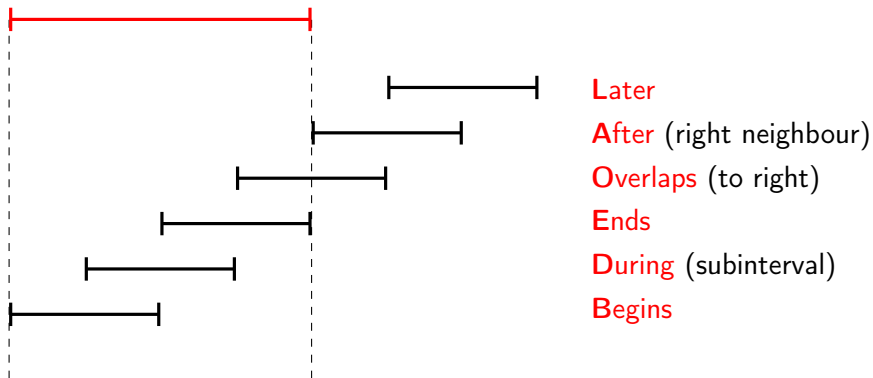 Later
After (right neighbour)
Overlaps (to right)
Ends
During (subinterval)
Begins